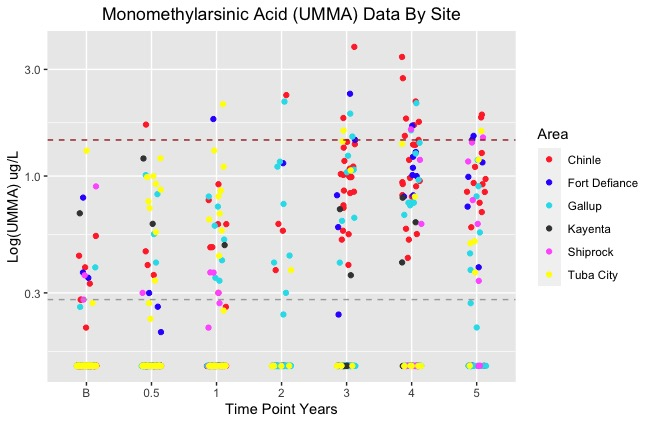 Monomethylarsinic Acid (UMMA) Data By Site
Log(UMMA) ug/L
3.0
1.0
0.3
B 0.5 1 2 3 4 5
Time Point Years
Area
Chinle
Fort Defiance
Gallup
Kayenta
Shiprock
Tuba City